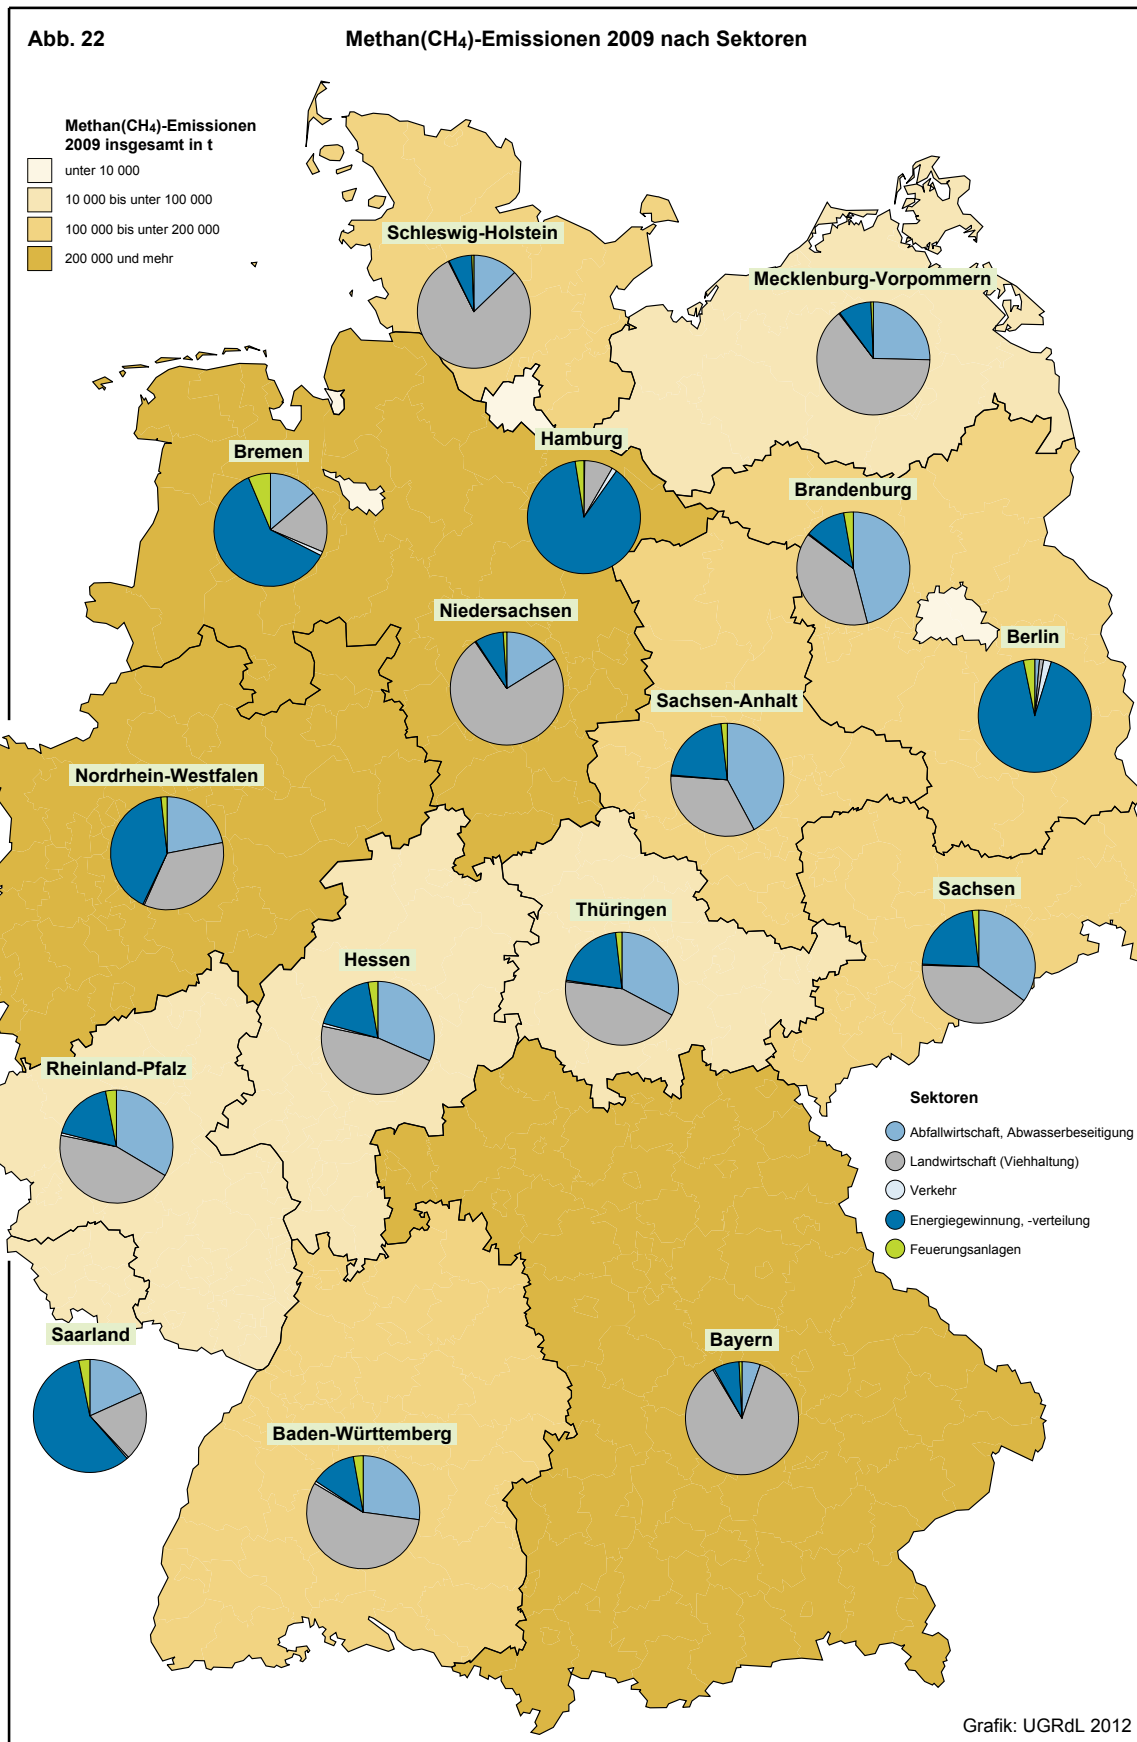 Abb. 22
Methan(CH₄)-Emissionen 2009 nach Sektoren
Methan(CH₄)-Emissionen
2009 insgesamt in t
unter 10 000
10 000 bis unter 100 000
100 000 bis unter 200 000
200 000 und mehr
Schleswig-Holstein
Mecklenburg-Vorpommern
Hamburg
Bremen
Brandenburg
Niedersachsen
Berlin
Sachsen-Anhalt
Nordrhein-Westfalen
Sachsen
Thüringen
Hessen
Rheinland-Pfalz
Sektoren
Abfallwirtschaft, Abwasserbeseitigung
Landwirtschaft (Viehhaltung)
Verkehr
Energiegewinnung, -verteilung
Feuerungsanlagen
Saarland
Bayern
Baden-Württemberg
Grafik: UGRdL 2012